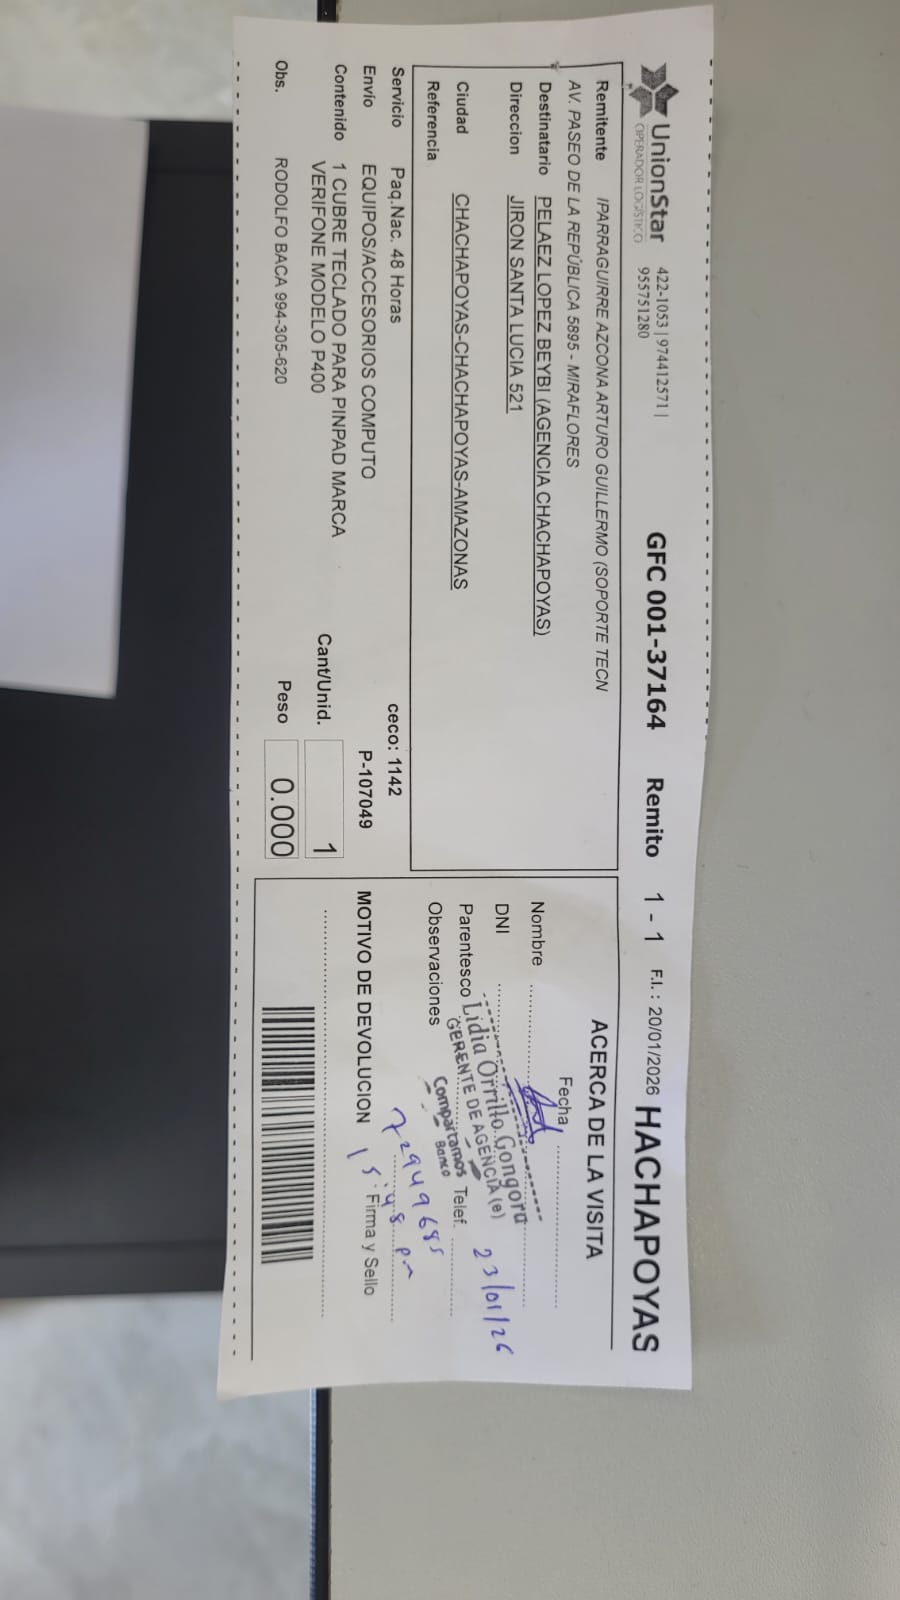 UnionStar
OPERADOR LOGÍSTICO
422-1053 | 974412571 |
955751280
GFC 001-37164 Remito 1 - 1 F.I.: 20/01/2026 HACHAPOYAS
Remitente IPARRAGUIRRE AZCONA ARTURO GUILLERMO (SOPORTE TECN
AV. PASEO DE LA REPÚBLICA 5895 - MIRAFLORES
Destinatario PELAEZ LOPEZ BEYBI (AGENCIA CHACHAPOYAS)
Direccion JIRON SANTA LUCIA 521
Ciudad CHACHAPOYAS-CHACHAPOYAS-AMAZONAS
Referencia
Servicio Paq.Nac. 48 Horas ceco: 1142
Envío EQUIPOS/ACCESORIOS COMPUTO P-107049
Contenido 1 CUBRE TECLADO PARA PINPAD MARCA
VERIFONE MODELO P400
Cant/Unid. 1
Obs. RODOLFO BACA 994-305-620
Peso 0.000
ACERCA DE LA VISITA
Fecha
Nombre
DNI
Parentesco
Telef.
Observaciones
Lidia Orrillo Gongora
GERENTE DE AGENCIA (e)
Compartamos
Banco
23/01/26
72949685
15:48 pm
Firma y Sello
MOTIVO DE DEVOLUCION